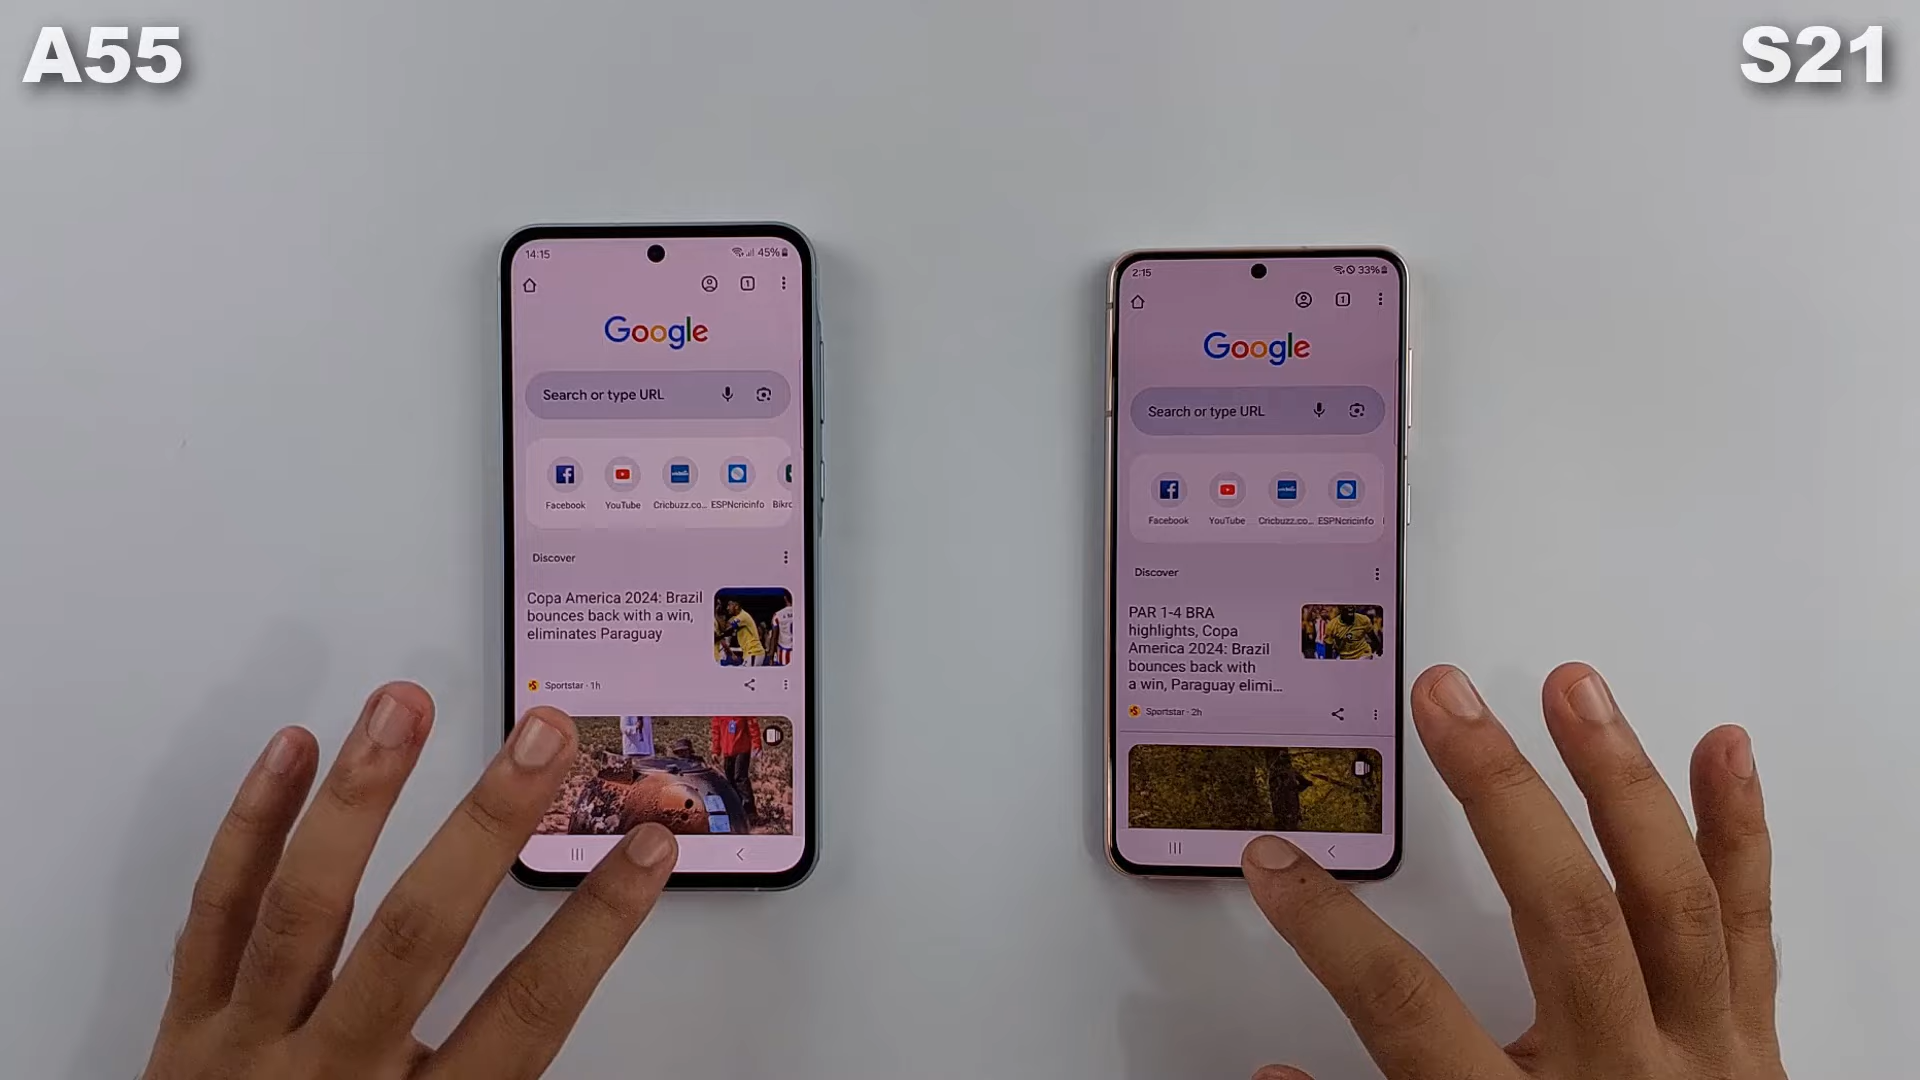 A55
S21
14:15
45%
1
Google
Search or type URL
Facebook
YouTube
Cricbuzz.co...
ESPNcricinfo
Bikro
Discover
Copa America 2024: Brazil
bounces back with a win,
eliminates Paraguay
Sportstar · 1h
2:15
33%
1
Google
Search or type URL
Facebook
YouTube
Cricbuzz.co...
ESPNcricinfo
Discover
PAR 1-4 BRA
highlights, Copa
America 2024: Brazil
bounces back with
a win, Paraguay elimi...
Sportstar · 2h